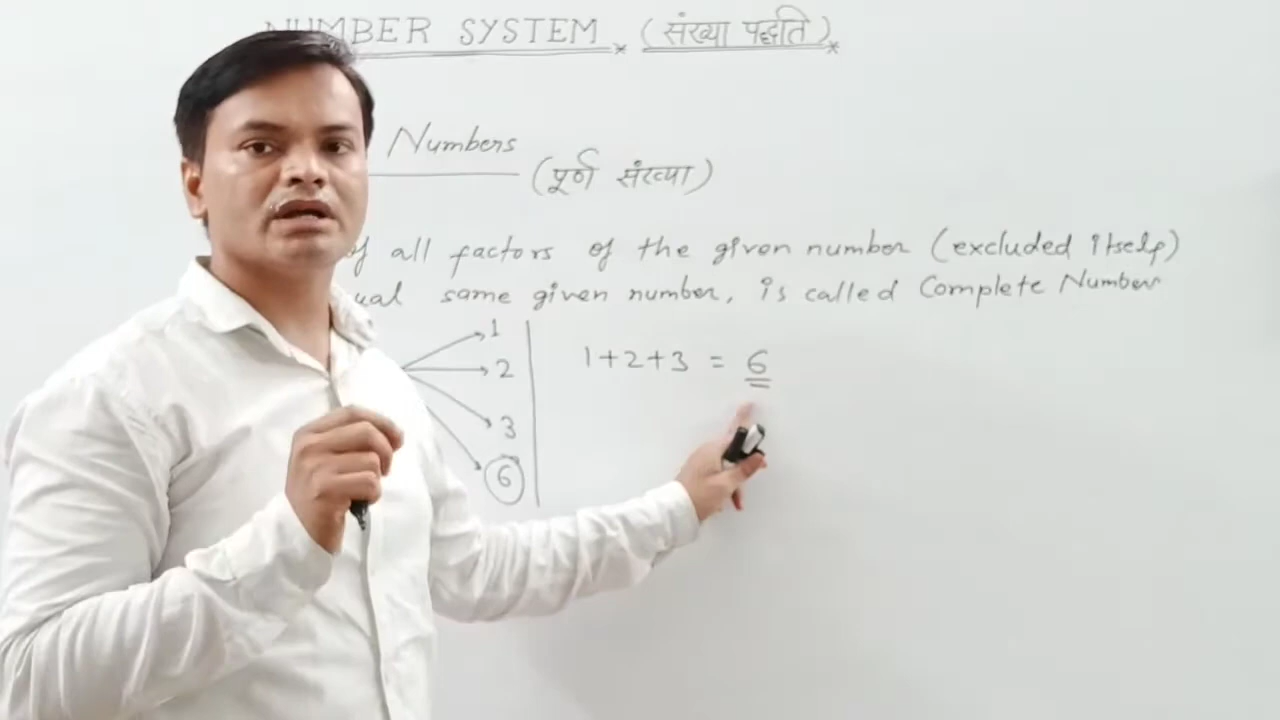 NUMBER SYSTEM (संख्या पद्धति)
Numbers
(पूर्ण संख्या)
of all factors of the given number (excluded itself)
same given number, is called Complete Number
1
2
3
6
1+2+3 = 6